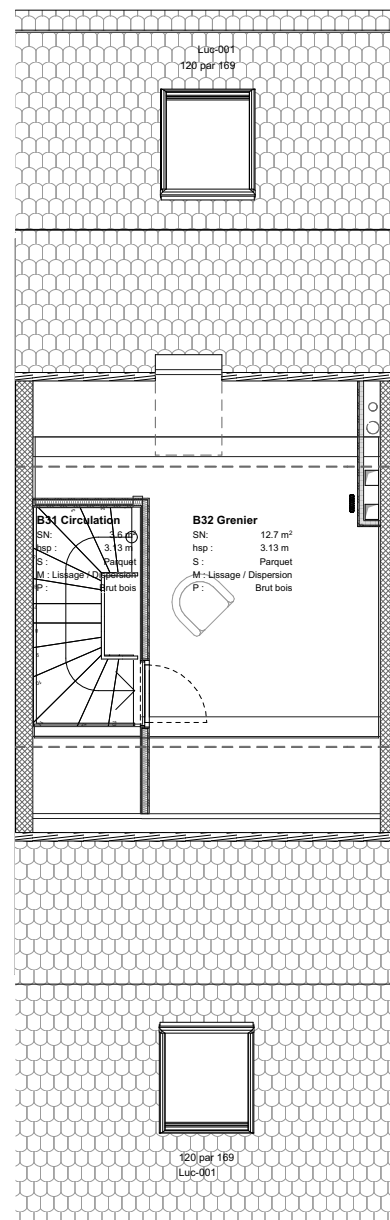 Luc-001
120 par 169
B31 Circulation
SN: 3.6 m²
hsp : 3.13 m
S : Parquet
M : Lissage / Dispersion
P : Brut bois
B32 Grenier
SN: 12.7 m²
hsp : 3.13 m
S : Parquet
M : Lissage / Dispersion
P : Brut bois
120 par 169
Luc-001